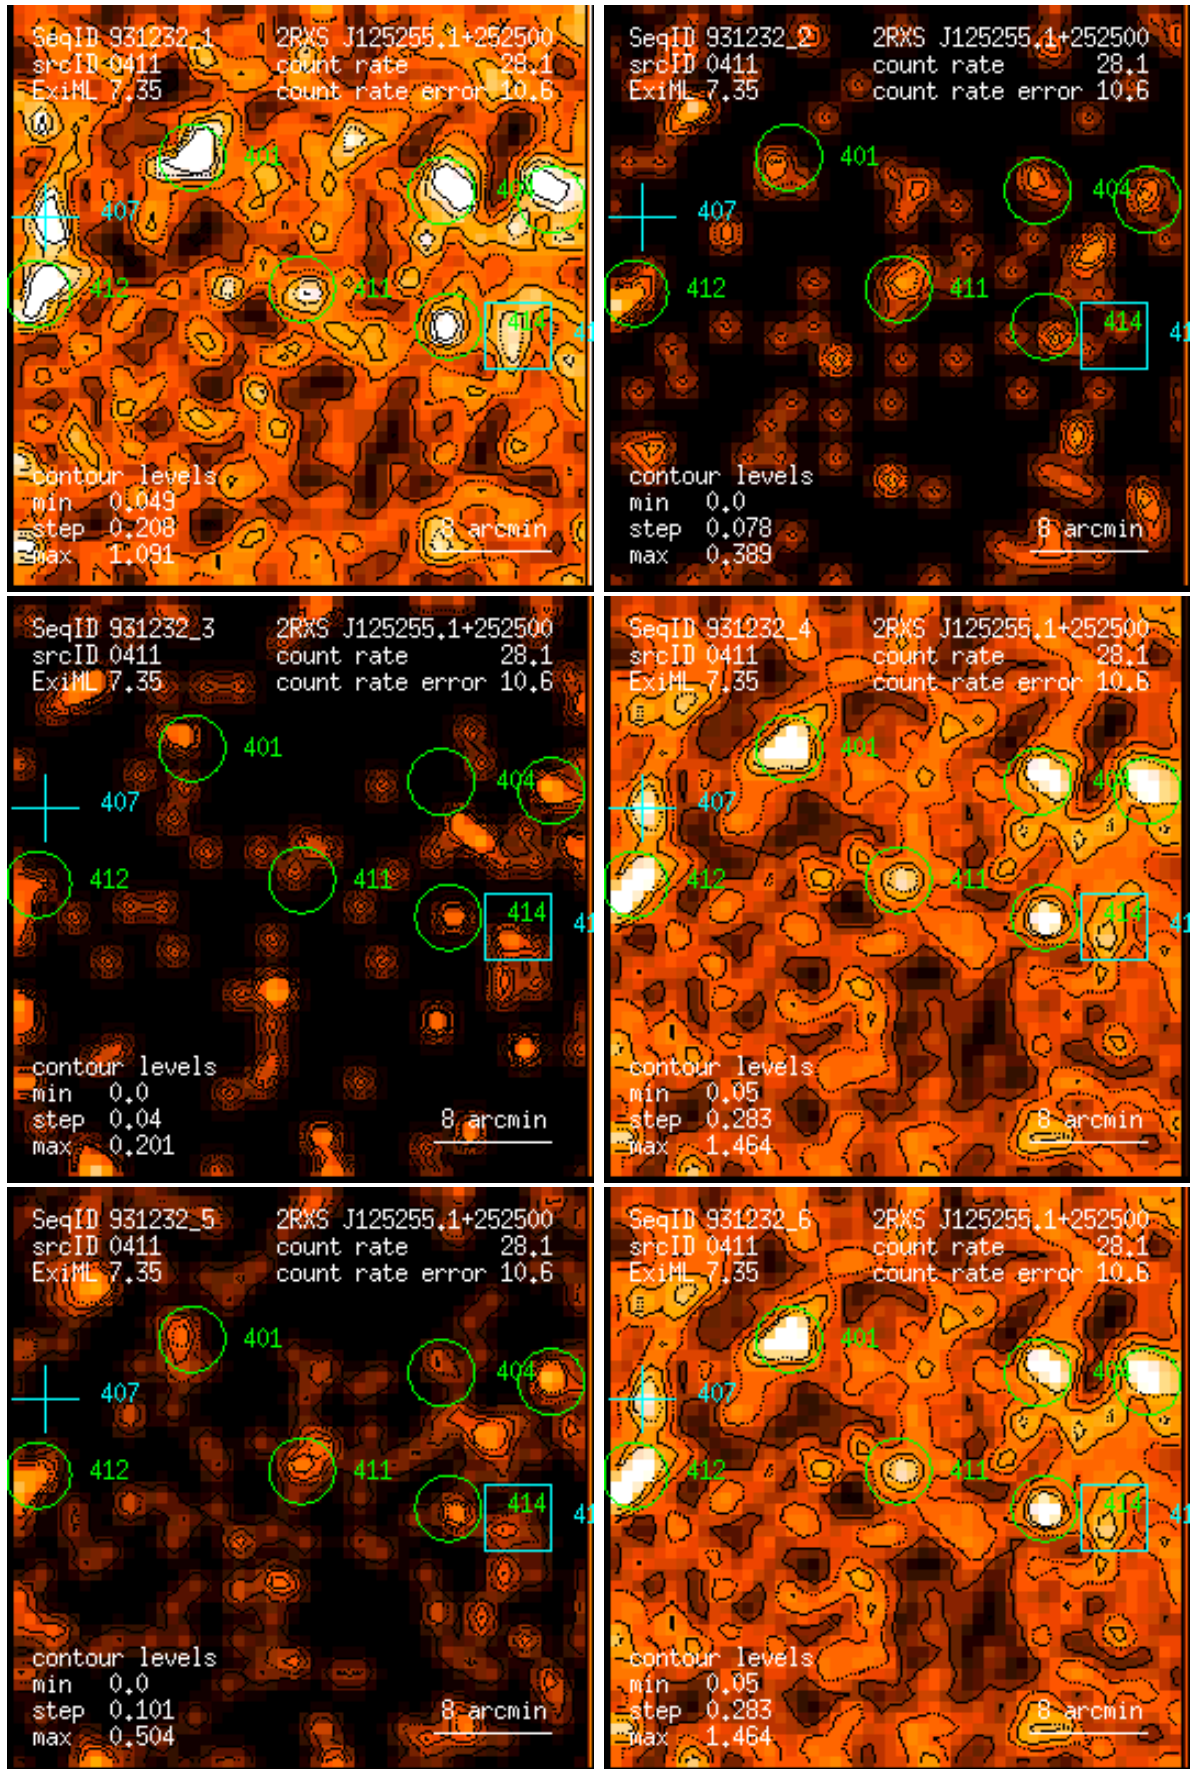 SeqID 931232_1 2RXS J125255.1+252500
srcID 0411 count rate 28.1
ExiML 7.35 count rate error 10.6
401
404
407
412
411
414
41
contour levels
min 0.049
step 0.208
max 1.091
8 arcmin
SeqID 931232_2 2RXS J125255.1+252500
srcID 0411 count rate 28.1
ExiML 7.35 count rate error 10.6
401
404
407
412
411
414
41
contour levels
min 0.0
step 0.078
max 0.389
8 arcmin
SeqID 931232_3 2RXS J125255.1+252500
srcID 0411 count rate 28.1
ExiML 7.35 count rate error 10.6
401
404
407
412
411
414
41
contour levels
min 0.0
step 0.04
max 0.201
8 arcmin
SeqID 931232_4 2RXS J125255.1+252500
srcID 0411 count rate 28.1
ExiML 7.35 count rate error 10.6
401
404
407
412
411
414
41
contour levels
min 0.05
step 0.283
max 1.464
8 arcmin
SeqID 931232_5 2RXS J125255.1+252500
srcID 0411 count rate 28.1
ExiML 7.35 count rate error 10.6
401
404
407
412
411
414
41
contour levels
min 0.0
step 0.101
max 0.504
8 arcmin
SeqID 931232_6 2RXS J125255.1+252500
srcID 0411 count rate 28.1
ExiML 7.35 count rate error 10.6
401
404
407
412
411
414
41
contour levels
min 0.05
step 0.283
max 1.464
8 arcmin